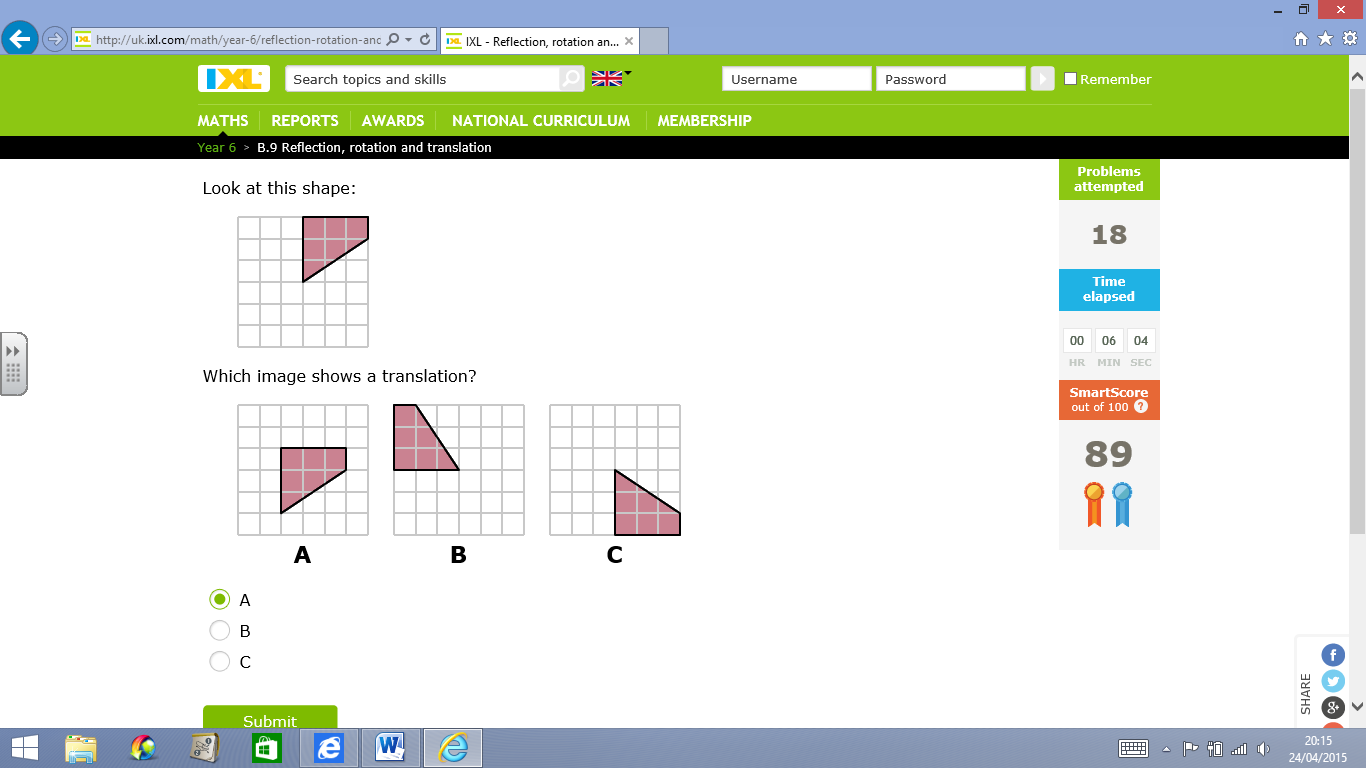 http://uk.ixl.com/math/year-6/reflection-rotation-and
IXL - Reflection, rotation an...
IXL
Search topics and skills
Username
Password
Remember
MATHS
REPORTS
AWARDS
NATIONAL CURRICULUM
MEMBERSHIP
Year 6 > B.9 Reflection, rotation and translation
Look at this shape:
Which image shows a translation?
A
B
C
A
B
C
Submit
Problems
attempted
18
Time
elapsed
00 06 04
HR MIN SEC
SmartScore
out of 100 ?
89
SHARE
f
g+
W
20:15
24/04/2015